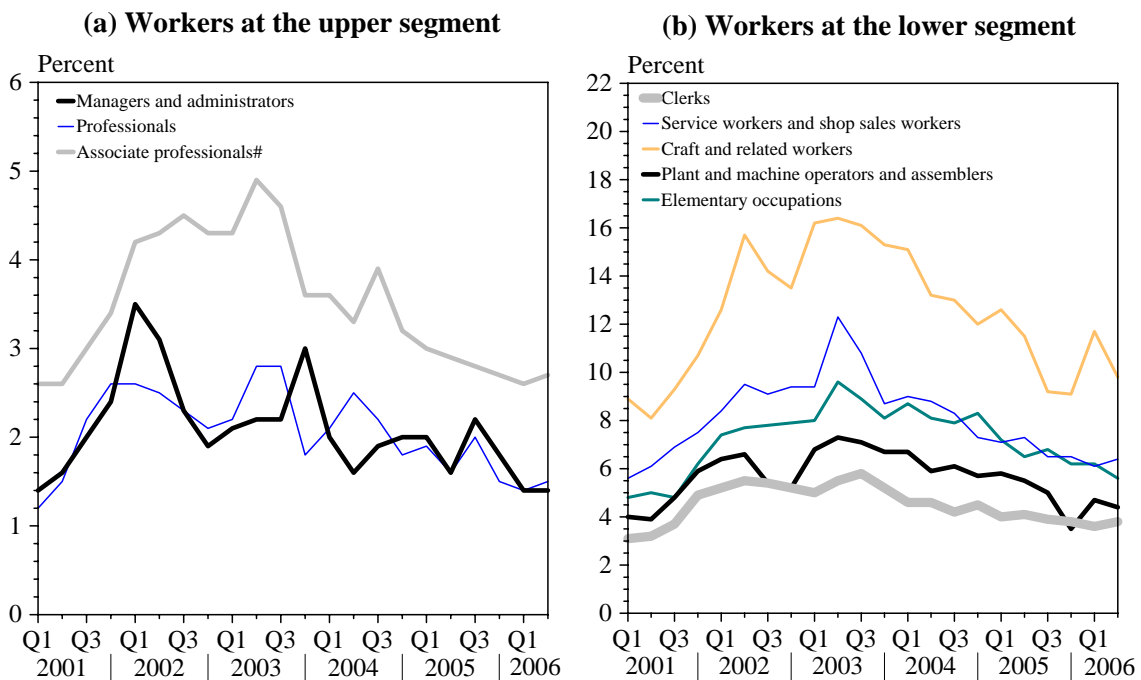 (a) Workers at the upper segment
Percent
6
5
4
3
2
1
0
Managers and administrators
Professionals
Associate professionals#
Q1 Q3 Q1 Q3 Q1 Q3 Q1 Q3 Q1 Q3 Q1
2001 2002 2003 2004 2005 2006
(b) Workers at the lower segment
Percent
22
20
18
16
14
12
10
8
6
4
2
0
Clerks
Service workers and shop sales workers
Craft and related workers
Plant and machine operators and assemblers
Elementary occupations
Q1 Q3 Q1 Q3 Q1 Q3 Q1 Q3 Q1 Q3 Q1
2001 2002 2003 2004 2005 2006